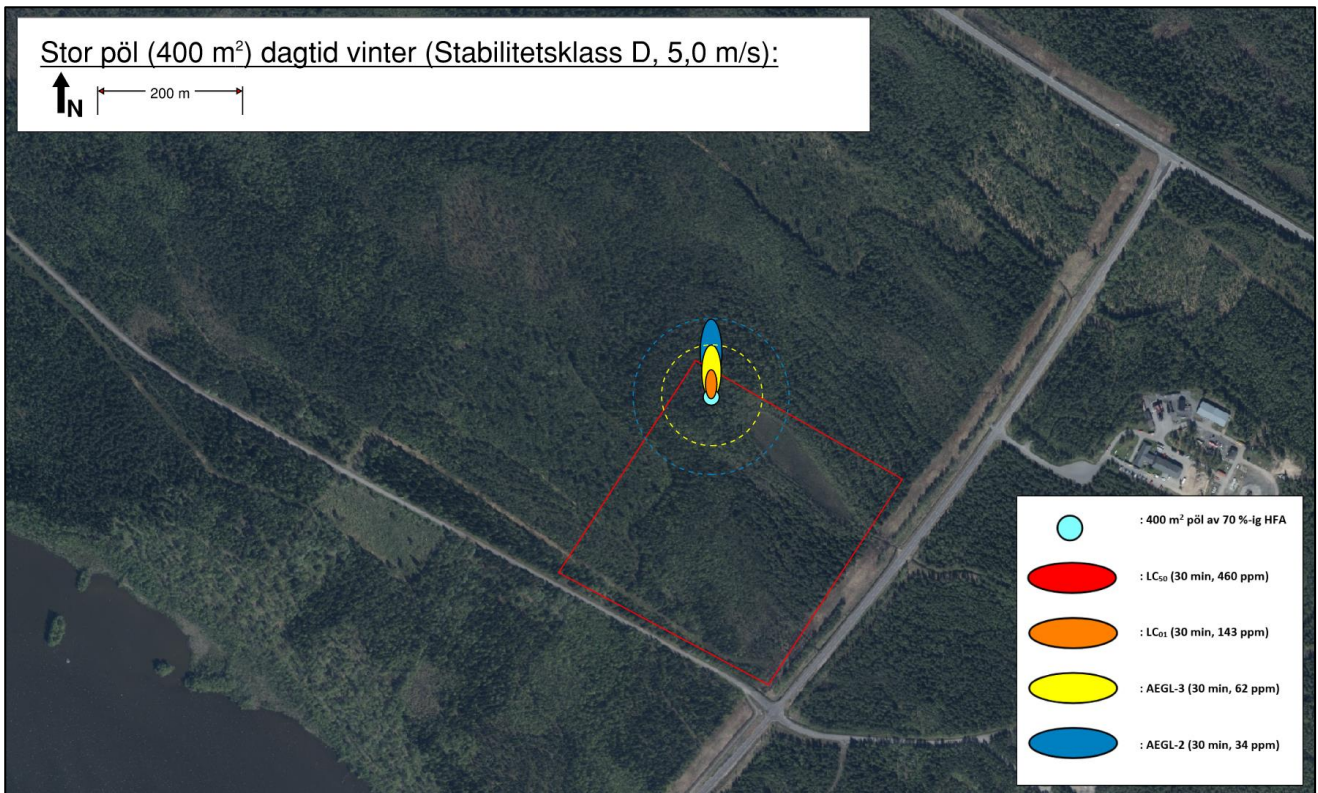 Stor pöl (400 m²) dagtid vinter (Stabilitetsklass D, 5,0 m/s):
N
200 m
: 400 m² pöl av 70 %-ig HFA
: LC₅₀ (30 min, 460 ppm)
: LC₀₁ (30 min, 143 ppm)
: AEGL-3 (30 min, 62 ppm)
: AEGL-2 (30 min, 34 ppm)